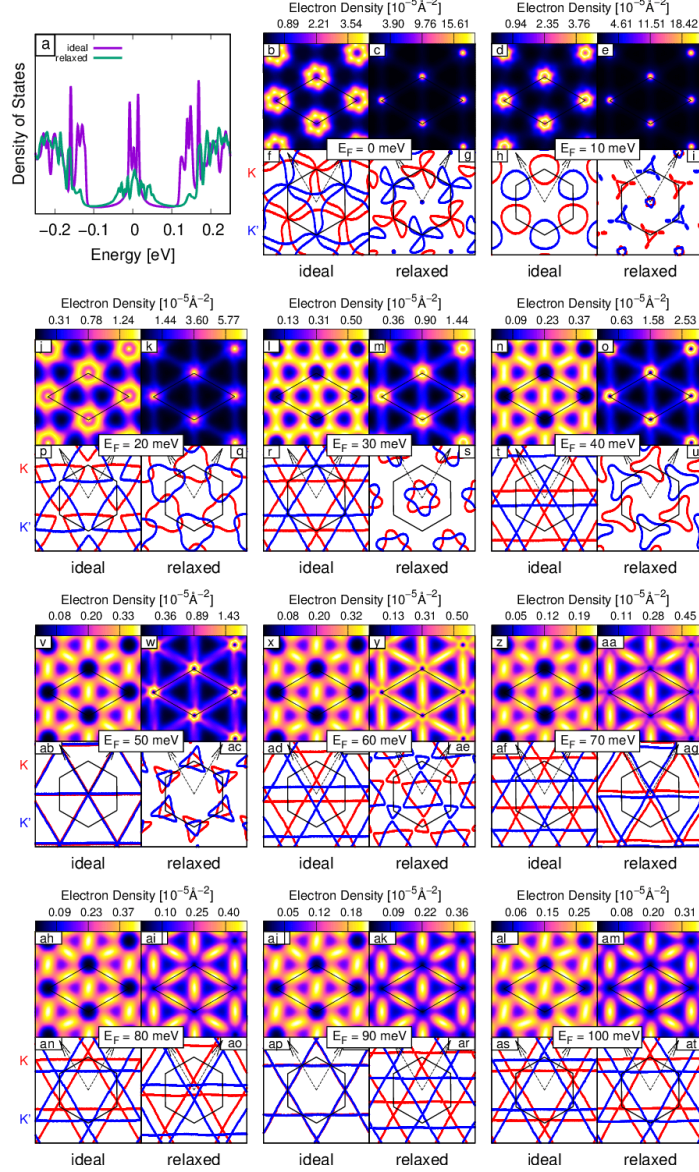 Electron Density [10⁻⁵Å⁻²] Electron Density [10⁻⁵Å⁻²]
0.89 2.21 3.54 3.90 9.76 15.61 0.94 2.35 3.76 4.61 11.51 18.42
a ideal relaxed
b c d e
Density of States
E_F = 0 meV E_F = 10 meV
f g h i
K
K'
-0.2 -0.1 0 0.1 0.2
Energy [eV]
ideal relaxed ideal relaxed
Electron Density [10⁻⁵Å⁻²] Electron Density [10⁻⁵Å⁻²] Electron Density [10⁻⁵Å⁻²]
0.31 0.78 1.24 1.44 3.60 5.77 0.13 0.31 0.50 0.36 0.90 1.44 0.09 0.23 0.37 0.63 1.58 2.53
j k l m n o
E_F = 20 meV E_F = 30 meV E_F = 40 meV
p q r s t u
K
K'
ideal relaxed ideal relaxed ideal relaxed
Electron Density [10⁻⁵Å⁻²] Electron Density [10⁻⁵Å⁻²] Electron Density [10⁻⁵Å⁻²]
0.08 0.20 0.33 0.36 0.89 1.43 0.08 0.20 0.32 0.13 0.31 0.50 0.05 0.12 0.19 0.11 0.28 0.45
v w x y z aa
E_F = 50 meV E_F = 60 meV E_F = 70 meV
ab ac ad ae af ag
K
K'
ideal relaxed ideal relaxed ideal relaxed
Electron Density [10⁻⁵Å⁻²] Electron Density [10⁻⁵Å⁻²] Electron Density [10⁻⁵Å⁻²]
0.09 0.23 0.37 0.10 0.25 0.40 0.05 0.12 0.18 0.09 0.22 0.36 0.06 0.15 0.25 0.08 0.20 0.31
ah ai aj ak al am
E_F = 80 meV E_F = 90 meV E_F = 100 meV
an ao ap ar as at
K
K'
ideal relaxed ideal relaxed ideal relaxed